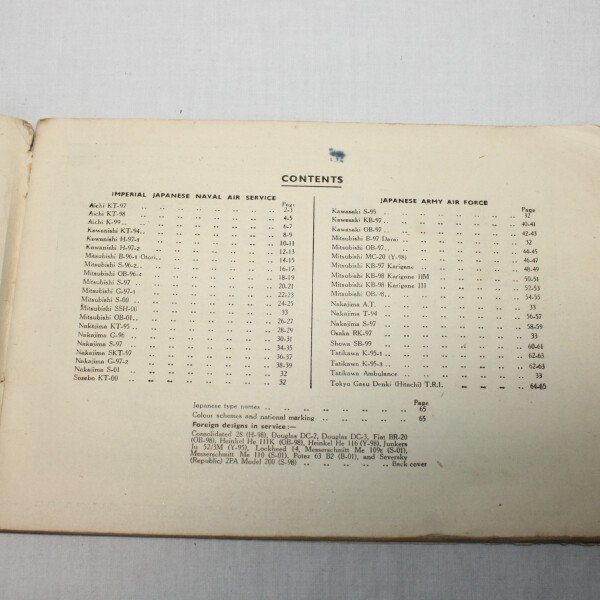 CONTENTS
IMPERIAL JAPANESE NAVAL AIR SERVICE
Page
Aichi KT-97 .. 2-3
Aichi KT-98 .. 4-5
Aichi K-99 .. 6-7
Kawanishi KT-94 .. 8-9
Kawanishi H-97-1 .. 10-11
Kawanishi H-97-2 .. 12-13
Mitsubishi B-96-1 Otori .. 14-15
Mitsubishi S-96-2 .. 16-17
Mitsubishi OB-96-4 18-19
Mitsubishi S-97 .. 20-21
Mitsubishi G-97-1 22-23
Mitsubishi S-00 .. 24-25
Mitsubishi SSH-00 33
Mitsubishi OB-01 .. 26-27
Nakajima KT-95 .. 28-29
Nakajima G-96 30-31
Nakajima S-97 34-35
Nakajima SKT-97 36-37
Nakajima G-97-2 38-39
Nakajima S-01 32
Sasebo KT-00 32
JAPANESE ARMY AIR FORCE
Page
Kawasaki S-95 .. 32
Kawasaki KB-97 .. 40-41
Kawasaki OB-97 .. 42-43
Mitsubishi B-97 Darai .. 32
Mitsubishi OB-97 .. 44-45
Mitsubishi MC-20 (Y-98) 46-47
Mitsubishi KB-97 Karigane .. 48-49
Mitsubishi KB-98 Karigane IIM 50-51
Mitsubishi KB-98 Karigane III 52-53
Mitsubishi 54-55
Nakajima A.T. 33
Nakajima T-94 56-57
Nakajima S-97 58-59
Osaka RK-97 33
Showa SB-99 60-61
Tatikawa K-95-1 .. 62-63
Tatikawa K-95-3 .. 62-63
Tatikawa Ambulance .. 33
Tokyo Gasu Denki (Hitachi) T.R.1. 64-65
Page
Japanese type names .. 65
Colour schemes and national marking .. 65
Foreign designs in service :—
Consolidated 28 (H-98), Douglas DC-2, Douglas DC-3, Fiat BR-20
(OB-98), Heinkel He 111K (OB-98), Heinkel He 116 (Y-98), Junkers
Ju 52/3M (Y-95), Lockheed 14, Messerschmitt Me 109E (S-01),
Messerschmitt Me 110 (S-01), Potez 63 B2 (B-01), and Seversky
(Republic) 2PA Model 200 (S-98) .. Back cover